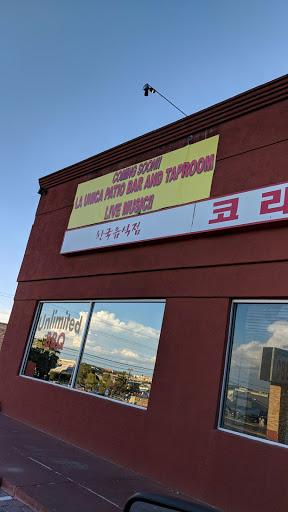 COMING SOON!!
LA UNICA PATIO BAR AND TAPROOM
LIVE MUSIC!!
한국음식점
코리
Unlimited
BBQ